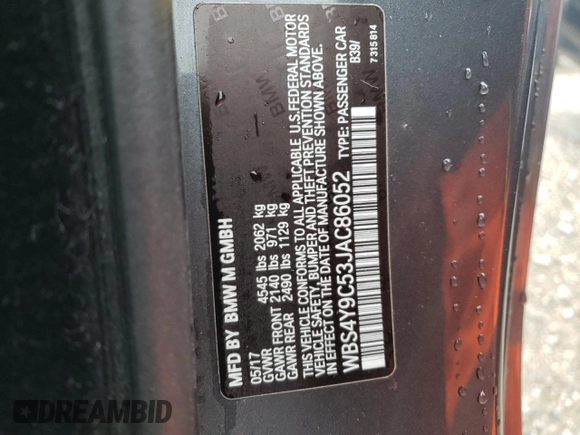 MFD BY BMW M GMBH
05/17
GVWR 4545 lbs 2062 kg
GAWR FRONT 2140 lbs 971 kg
GAWR REAR 2490 lbs 1129 kg
THIS VEHICLE CONFORMS TO ALL APPLICABLE U.S.FEDERAL MOTOR
VEHICLE SAFETY, BUMPER AND THEFT PREVENTION STANDARDS
IN EFFECT ON THE DATE OF MANUFACTURE SHOWN ABOVE.
WBS4Y9C53JAC86052 TYPE: PASSENGER CAR
B39/
7 315 814
BMW
DREAMBID